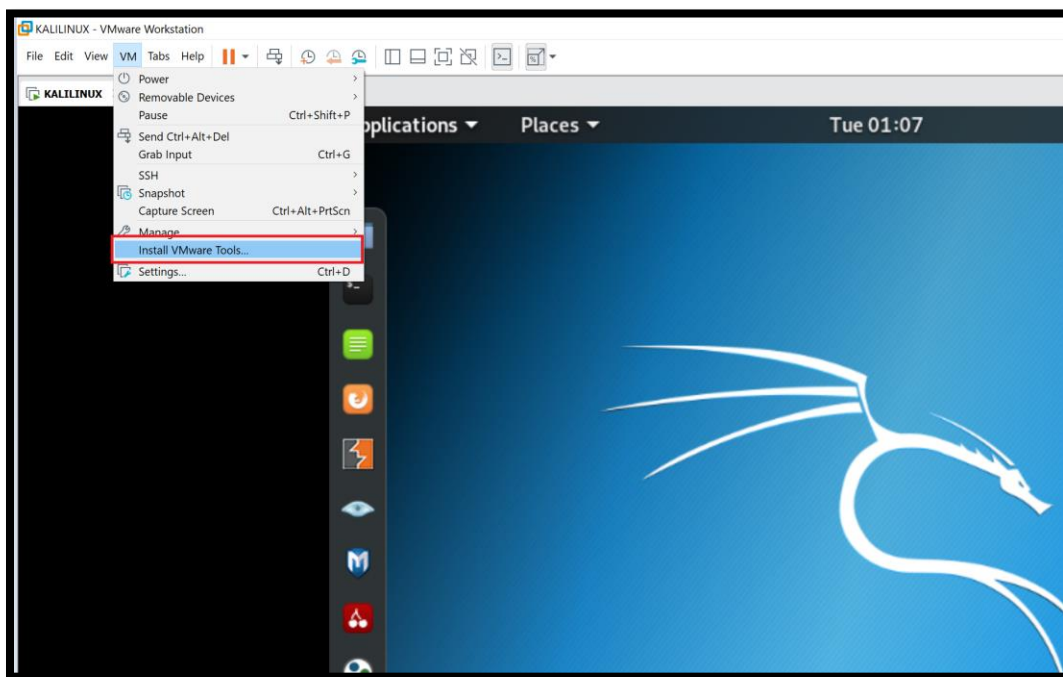 KALILINUX - VMware Workstation
File Edit View VM Tabs Help
KALILINUX
Power
Removable Devices
Pause Ctrl+Shift+P
Send Ctrl+Alt+Del
Grab Input Ctrl+G
SSH
Snapshot
Capture Screen Ctrl+Alt+PrtScn
Manage
Install VMware Tools...
Settings... Ctrl+D
pplications Places Tue 01:07